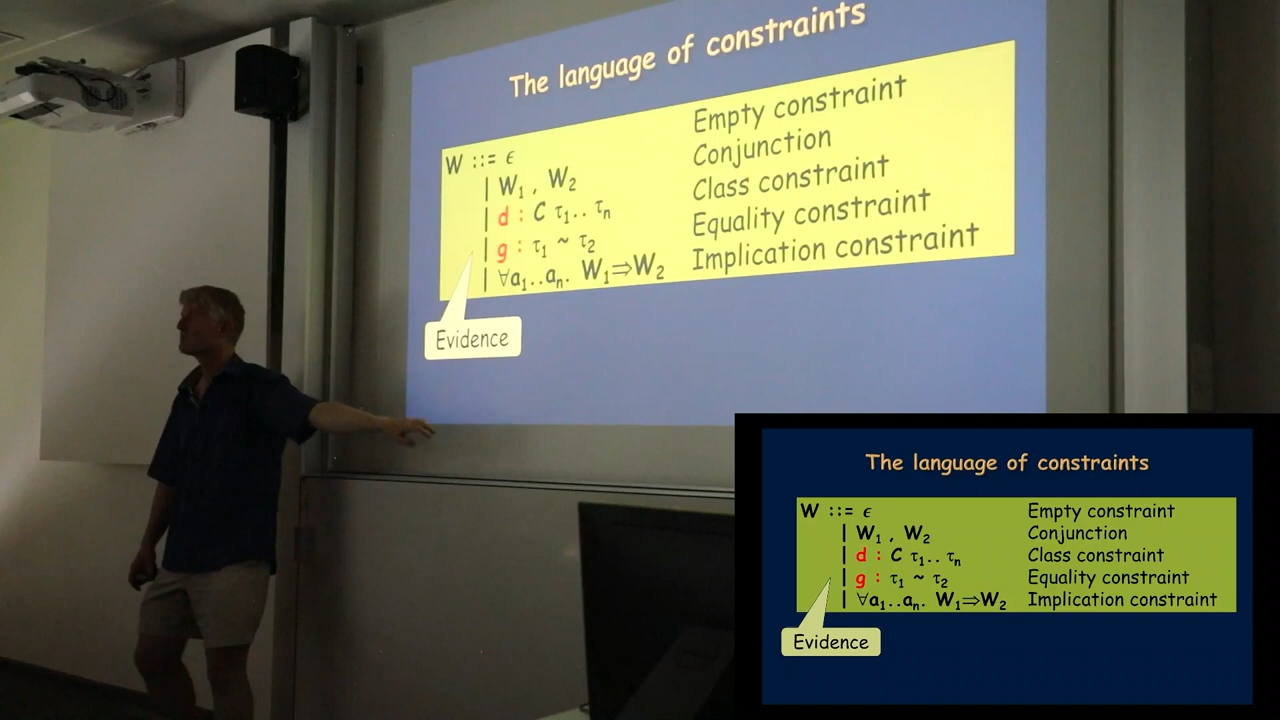 The language of constraints
W ::= ϵ Empty constraint
| W₁ , W₂ Conjunction
| d : C τ₁.. τₙ Class constraint
| g : τ₁ ~ τ₂ Equality constraint
| ∀a₁..aₙ. W₁⇒W₂ Implication constraint
Evidence
The language of constraints
W ::= ϵ Empty constraint
| W₁ , W₂ Conjunction
| d : C τ₁.. τₙ Class constraint
| g : τ₁ ~ τ₂ Equality constraint
| ∀a₁..aₙ. W₁⇒W₂ Implication constraint
Evidence